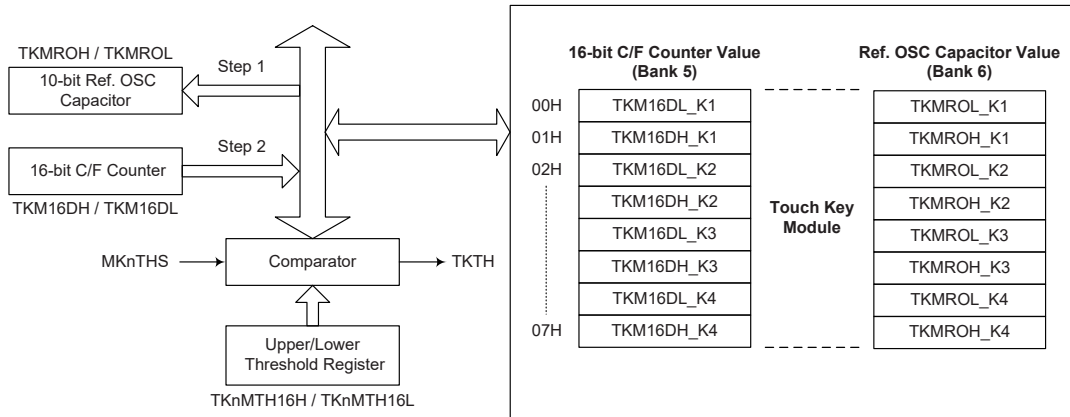 TKMROH / TKMROL
10-bit Ref. OSC
Capacitor
Step 1
16-bit C/F Counter
Step 2
TKM16DH / TKM16DL
MKnTHS
Comparator
TKTH
Upper/Lower
Threshold Register
TKnMTH16H / TKnMTH16L
16-bit C/F Counter Value
(Bank 5)
Ref. OSC Capacitor Value
(Bank 6)
00H
TKM16DL_K1
TKMROL_K1
01H
TKM16DH_K1
TKMROH_K1
02H
TKM16DL_K2
TKMROL_K2
TKM16DH_K2
TKMROH_K2
Touch Key
Module
TKM16DL_K3
TKMROL_K3
TKM16DH_K3
TKMROH_K3
TKM16DL_K4
TKMROL_K4
07H
TKM16DH_K4
TKMROH_K4